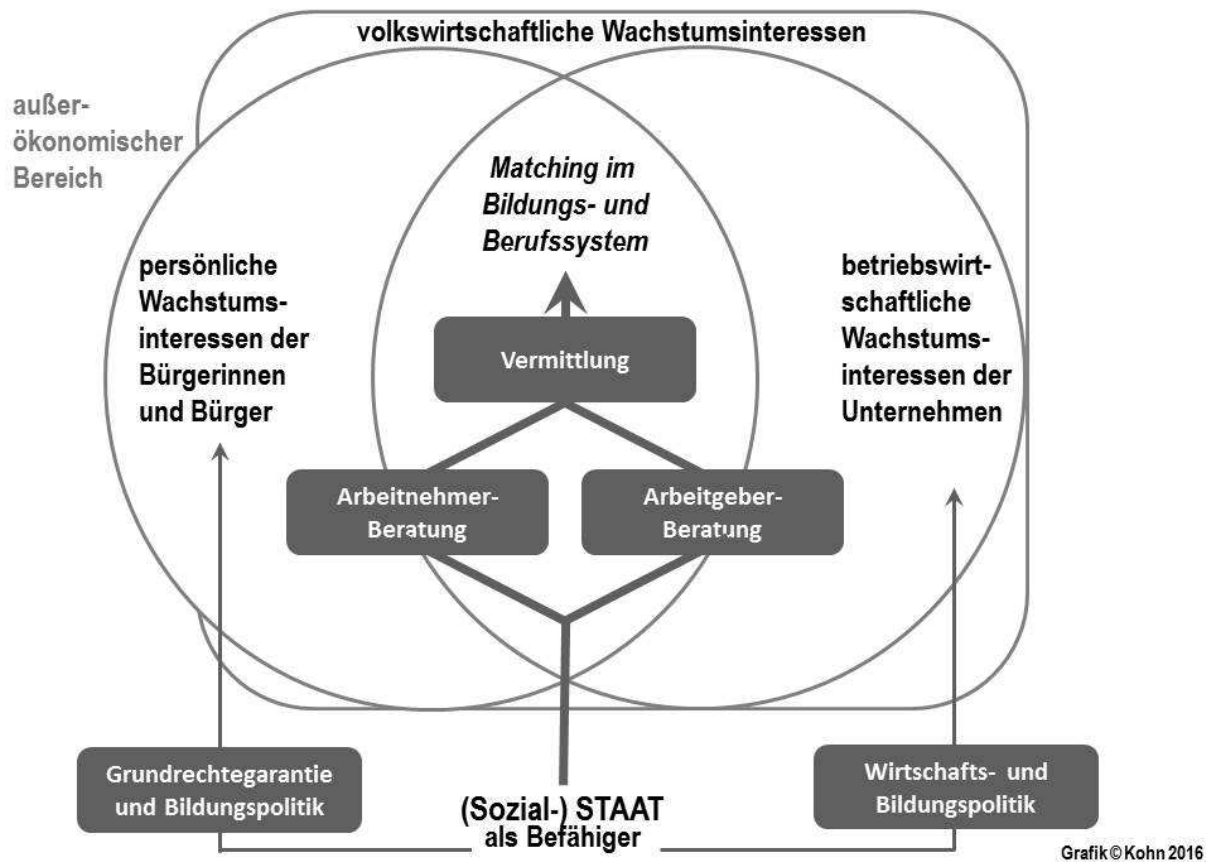 volkswirtschaftliche Wachstumsinteressen
außer-
ökonomischer
Bereich
Matching im
Bildungs- und
Berufssystem
persönliche
Wachstums-
interessen der
Bürgerinnen
und Bürger
betriebswirt-
schaftliche
Wachstums-
interessen der
Unternehmen
Vermittlung
Arbeitnehmer-
Beratung
Arbeitgeber-
Beratung
Grundrechtegarantie
und Bildungspolitik
(Sozial-) STAAT
als Befähiger
Wirtschafts- und
Bildungspolitik
Grafik © Kohn 2016